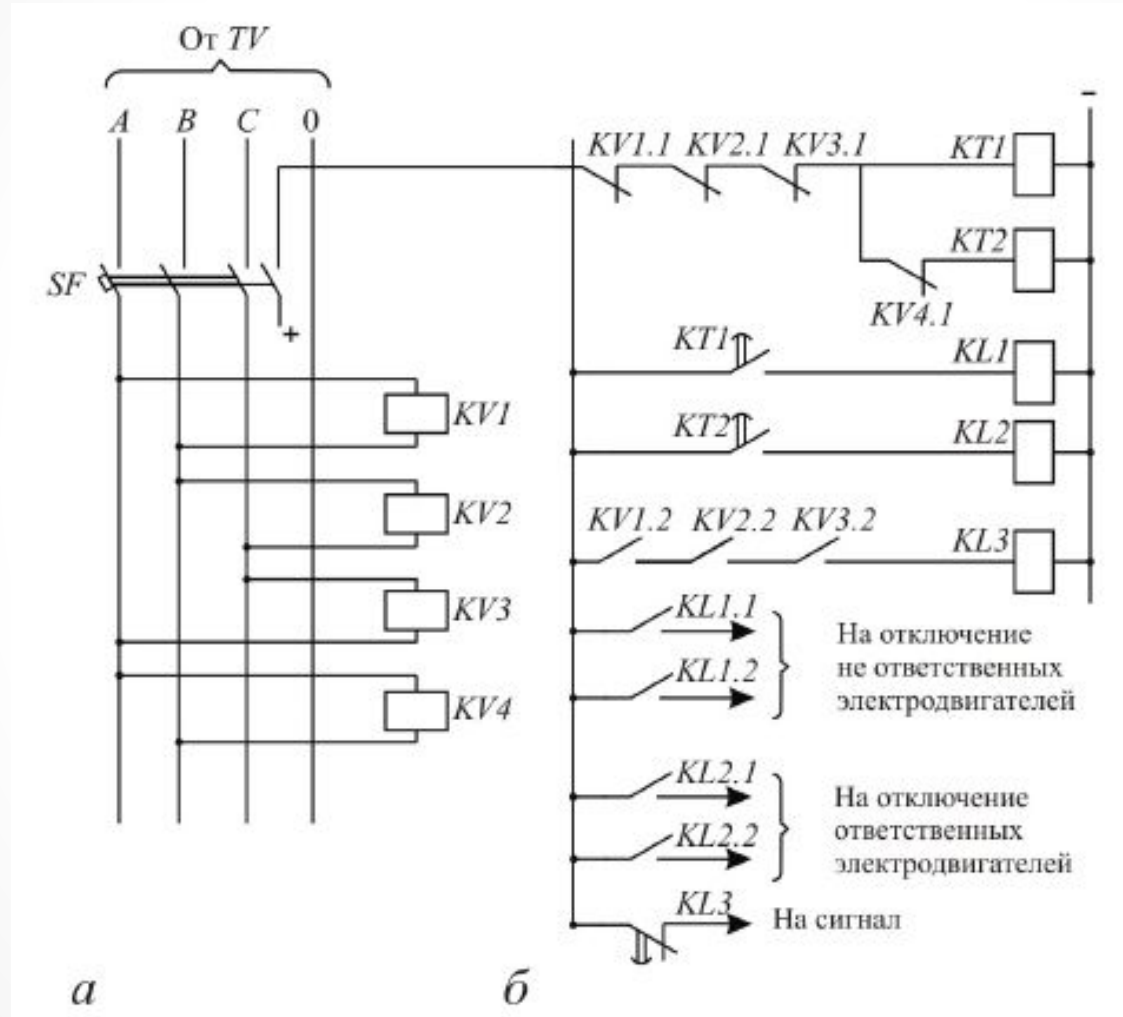 От TV
A B C 0
SF
+
KV1
KV2
KV3
KV4
а
-
KV1.1 KV2.1 KV3.1 KT1
KT2
KV4.1
KT1 KL1
KT2 KL2
KV1.2 KV2.2 KV3.2 KL3
KL1.1
KL1.2
На отключение
не ответственных
электродвигателей
KL2.1
KL2.2
На отключение
ответственных
электродвигателей
KL3 На сигнал
б